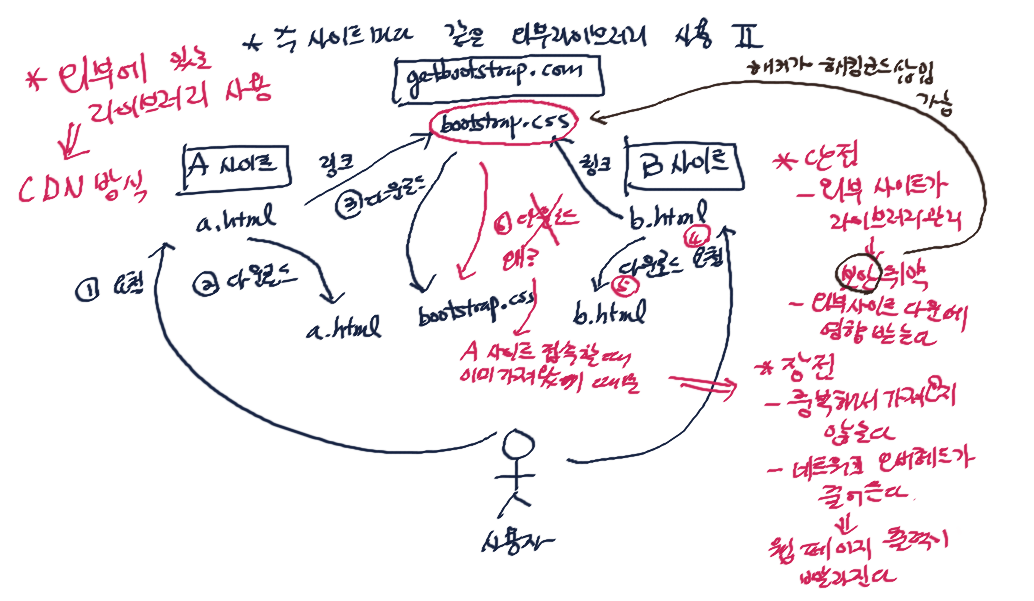 * 각 사이트마다 같은 외부라이브러리 사용 II
* 외부에 있는
라이브러리 사용
CDN 방식
getbootstrap.com
bootstrap.css
해커가 해킹코드 삽입
가능
A 사이트
a.html
링크
③ 다운로드
B 사이트
b.html
링크
① 요청
② 다운로드
a.html
bootstrap.css
⑥ 다운로드
왜?
④ 요청
⑤ 다운로드
b.html
A 사이트 접속할때
이미 가져왔기 때문
* 단점
- 외부 사이트가
라이브러리 관리
보안 취약
- 외부사이트 다운에
영향 받는다
* 장점
- 중복해서 가져오지
않는다
- 네트워크 오버헤드가
줄어든다
웹 페이지 출력이
빨라진다
사용자